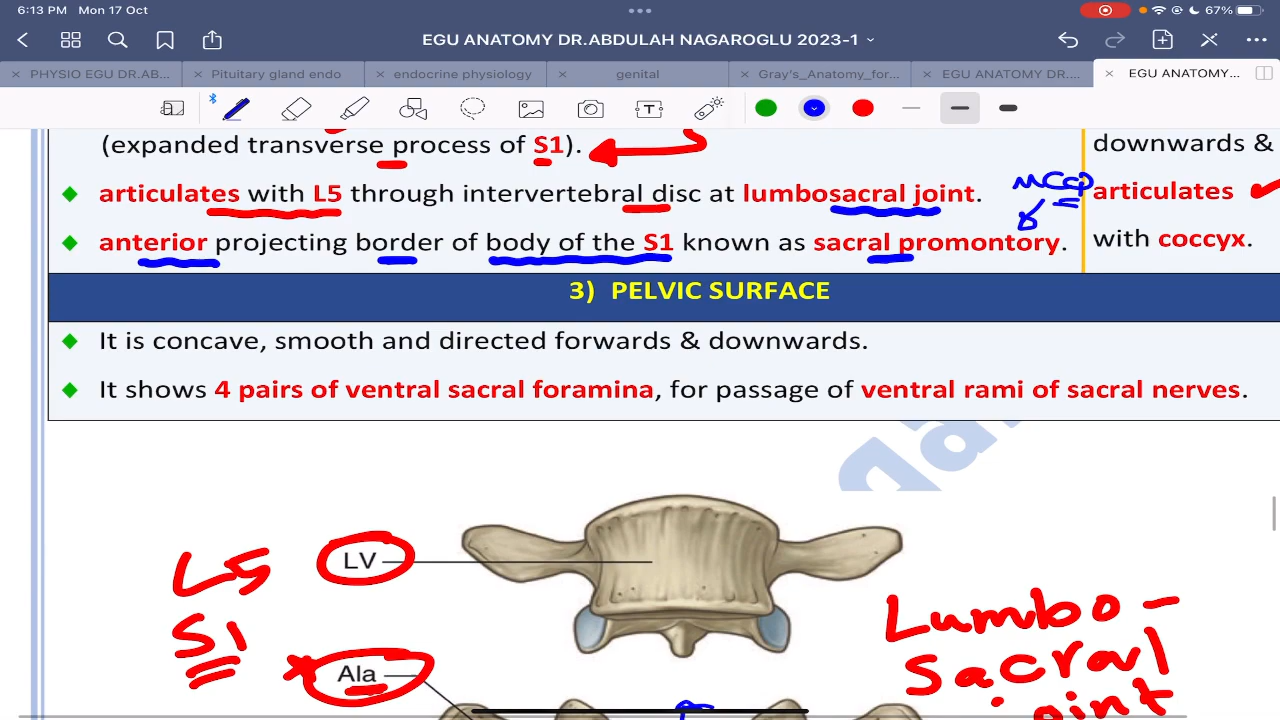 6:13 PM Mon 17 Oct
67%
EGU ANATOMY DR.ABDULAH NAGAROGLU 2023-1
PHYSIO EGU DR.AB...
Pituitary gland endo
endocrine physiology
genital
Gray's_Anatomy_for...
EGU ANATOMY DR....
EGU ANATOMY...
T
(expanded transverse process of S1).
downwards &
articulates with L5 through intervertebral disc at lumbosacral joint.
articulates
anterior projecting border of body of the S1 known as sacral promontory.
with coccyx.
3) PELVIC SURFACE
It is concave, smooth and directed forwards & downwards.
It shows 4 pairs of ventral sacral foramina, for passage of ventral rami of sacral nerves.
L5
LV
S1
Ala
Lumbo-
Sacral
joint